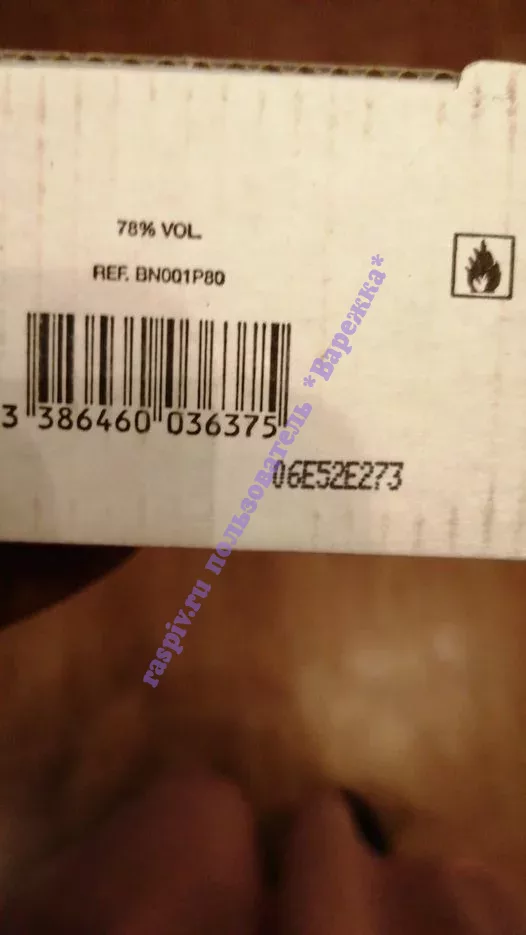 78% VOL.
REF. BN001P80
3 386460 036375
06E52E273
raspiv.ru пользователь *Варежка*